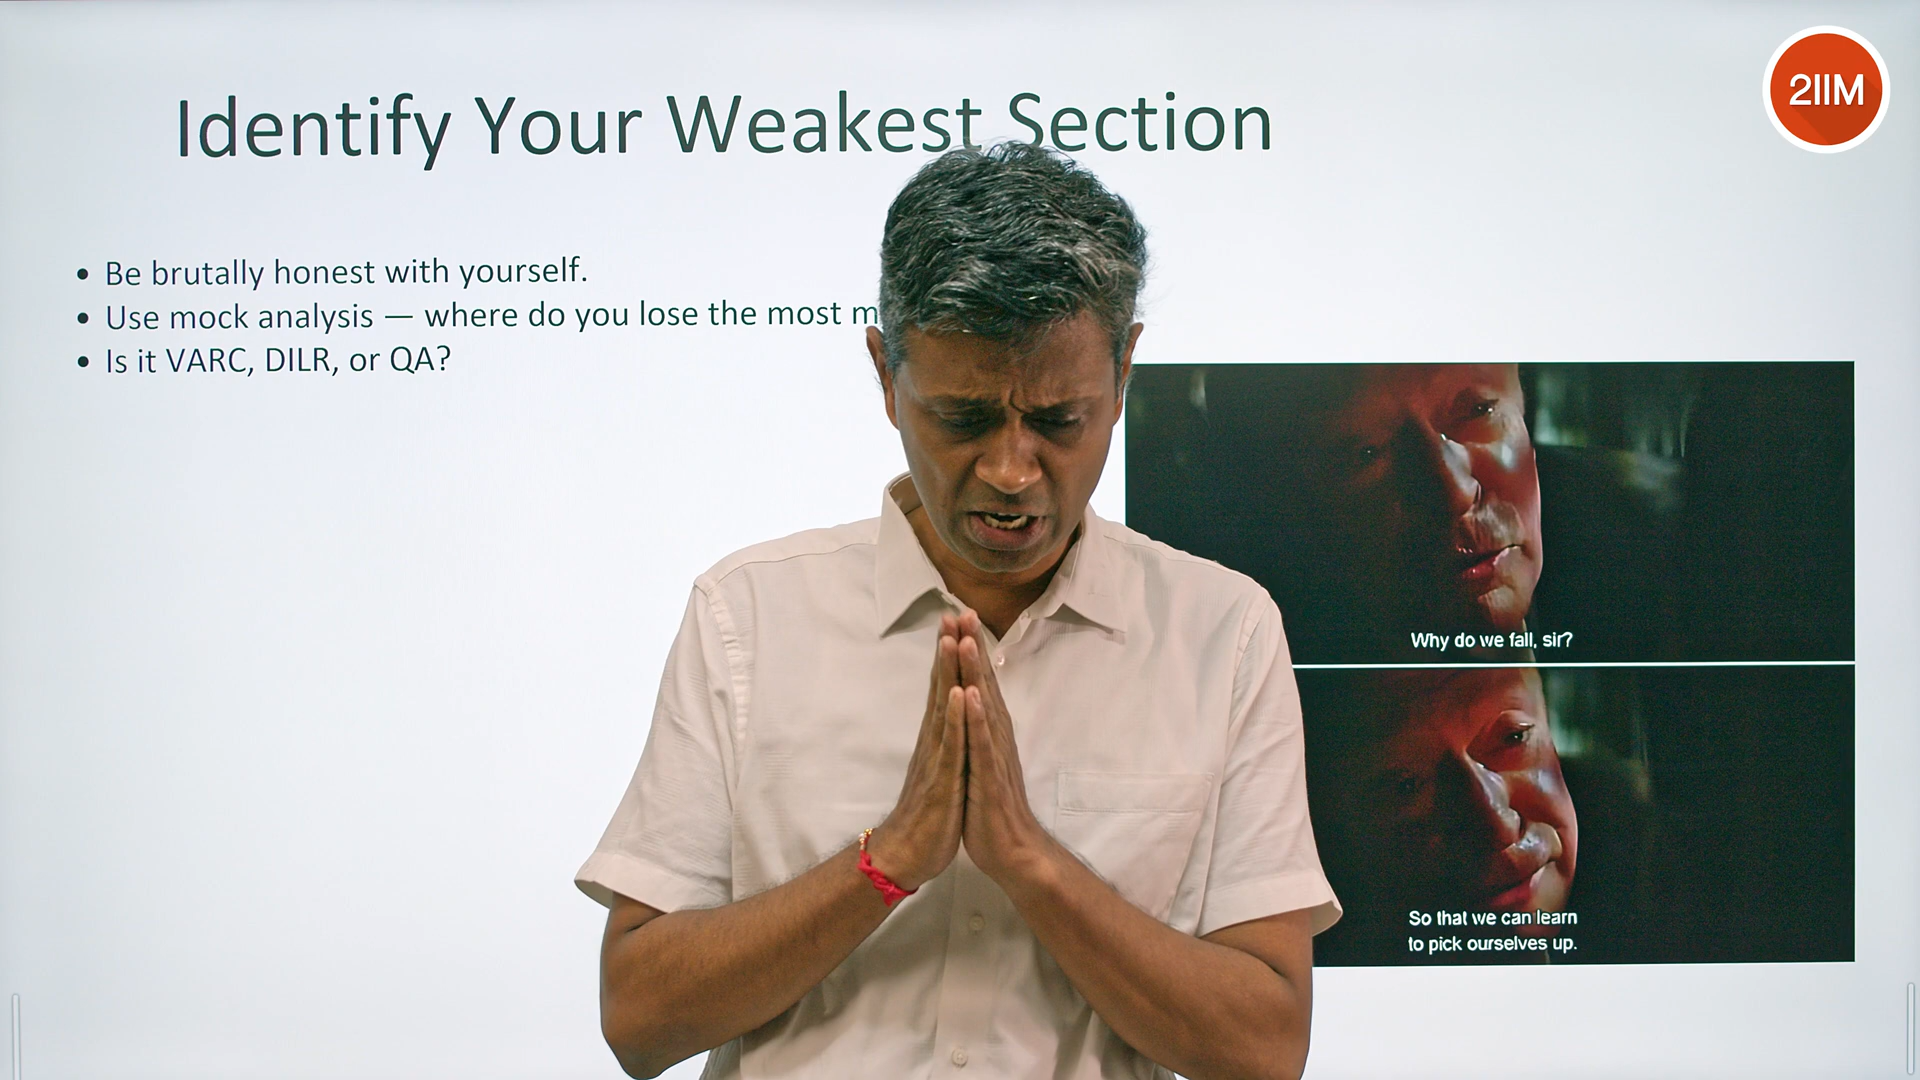 Identify Your Weakest Section
2IIM
• Be brutally honest with yourself.
• Use mock analysis — where do you lose the most
• Is it VARC, DILR, or QA?
Why do we fall, sir?
So that we can learn
to pick ourselves up.